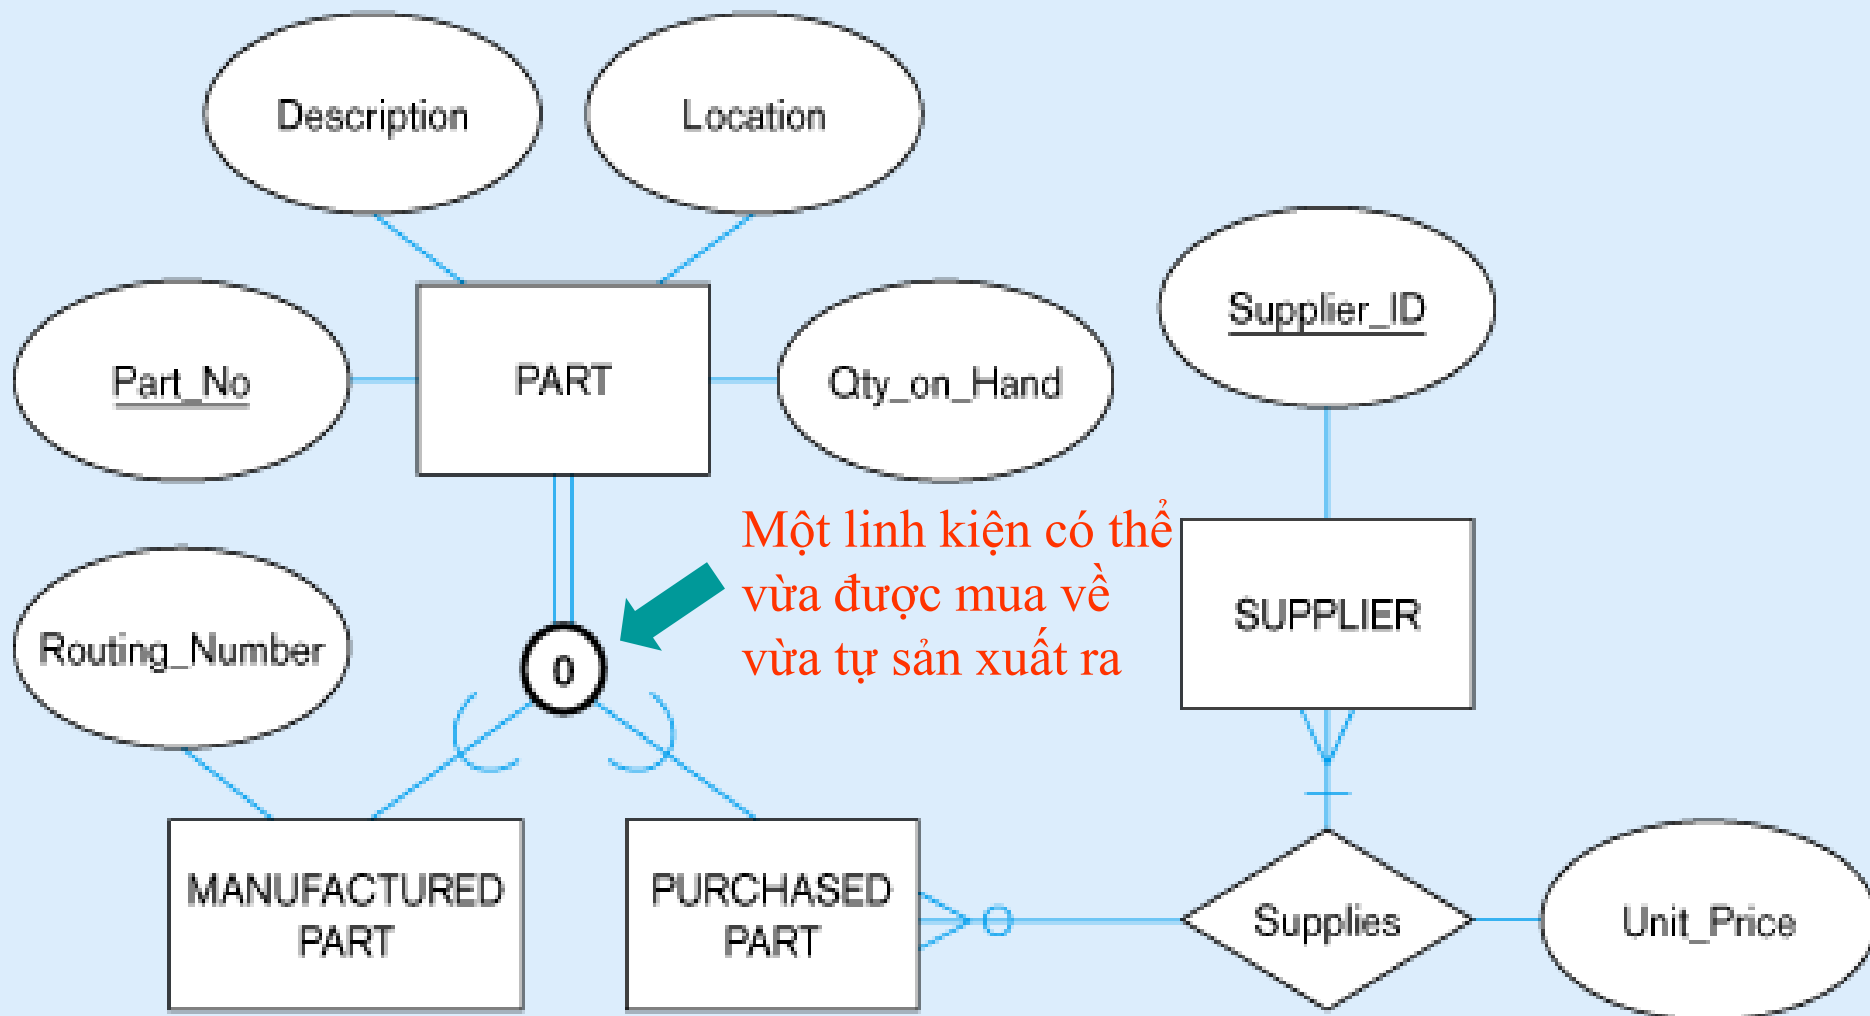 Description
Location
Supplier_ID
Part_No
PART
Qty_on_Hand
Một linh kiện có thể
vừa được mua về
vừa tự sản xuất ra
SUPPLIER
Routing_Number
0
MANUFACTURED
PART
PURCHASED
PART
Supplies
Unit_Price